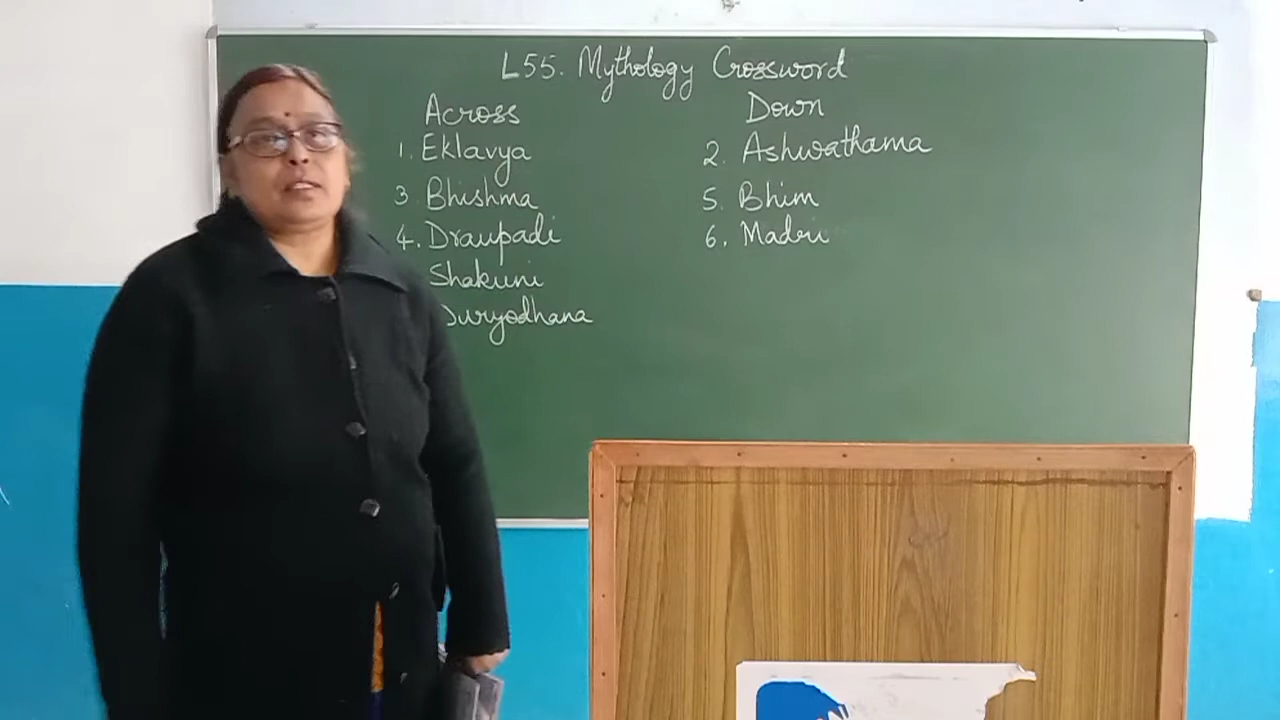 L55. Mythology Crossword
Across
1. Eklavya
3 Bhishma
4. Draupadi
Shakuni
Duryodhana
Down
2. Ashwathama
5. Bhim
6. Madri